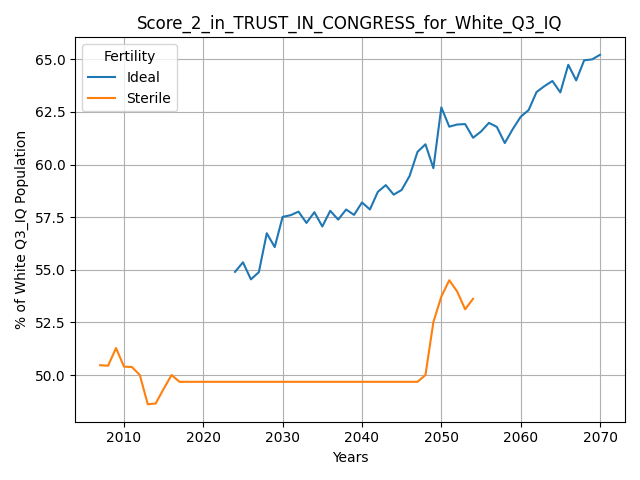 Score_2_in_TRUST_IN_CONGRESS_for_White_Q3_IQ
Fertility
Ideal
Sterile
% of White Q3_IQ Population
65.0
62.5
60.0
57.5
55.0
52.5
50.0
2010 2020 2030 2040 2050 2060 2070
Years